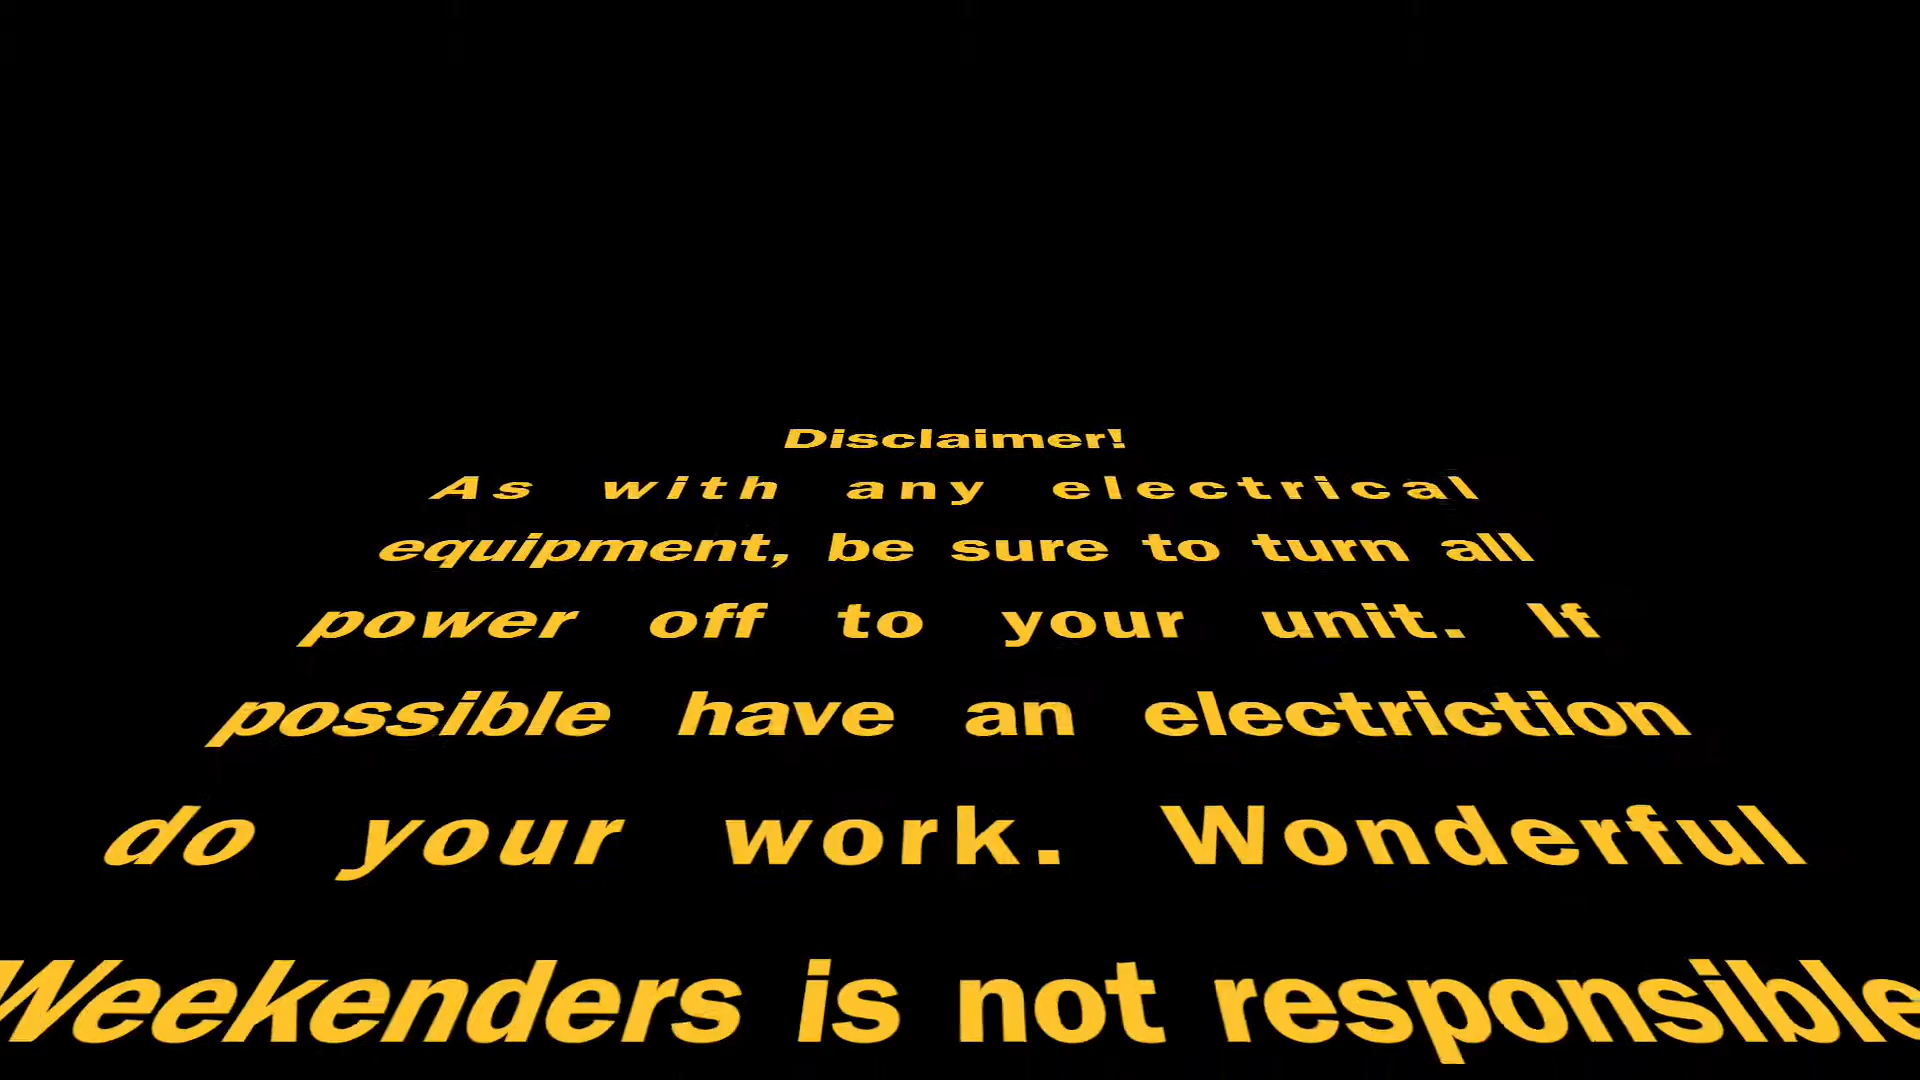 Disclaimer!
As with any electrical
equipment, be sure to turn all
power off to your unit. If
possible have an electriction
do your work. Wonderful
Weekenders is not responsible